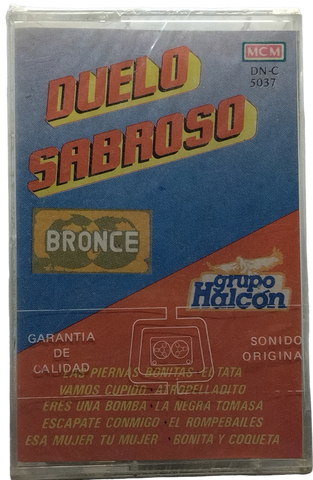 MCM
DN-C
5037
DUELO
SABROSO
BRONCE
grupo
Halcón
GARANTIA
DE
CALIDAD
SONIDO
ORIGINAL
LAS PIERNAS BONITAS · EL TATA
VAMOS CUPIDO · ATROPELLADITO
ERES UNA BOMBA · LA NEGRA TOMASA
ESCAPATE CONMIGO · EL ROMPEBAILES
ESA MUJER TU MUJER · BONITA Y COQUETA